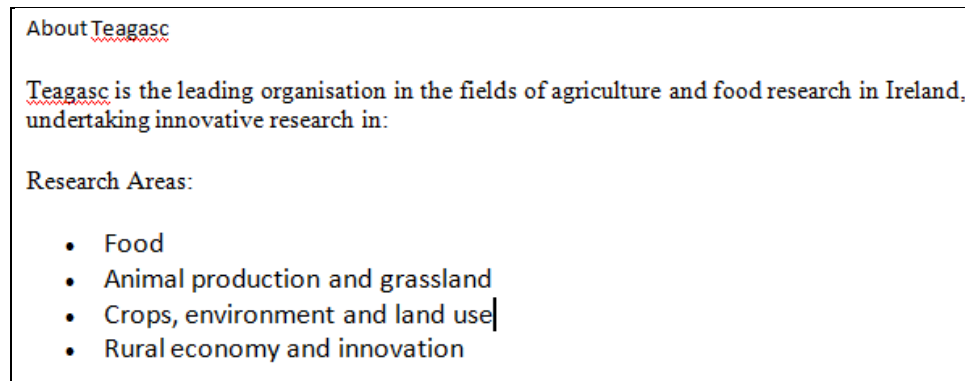 About Teagasc
Teagasc is the leading organisation in the fields of agriculture and food research in Ireland,
undertaking innovative research in:
Research Areas:
• Food
• Animal production and grassland
• Crops, environment and land use
• Rural economy and innovation